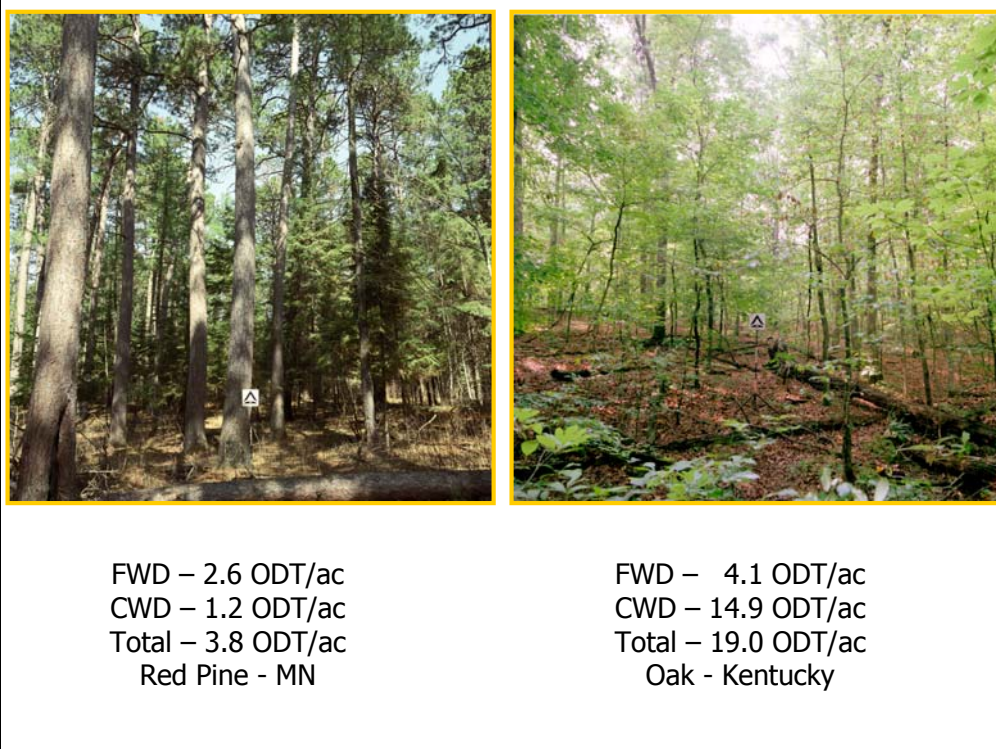 FWD – 2.6 ODT/ac
CWD – 1.2 ODT/ac
Total – 3.8 ODT/ac
Red Pine - MN
FWD –   4.1 ODT/ac
CWD – 14.9 ODT/ac
Total – 19.0 ODT/ac
Oak - Kentucky